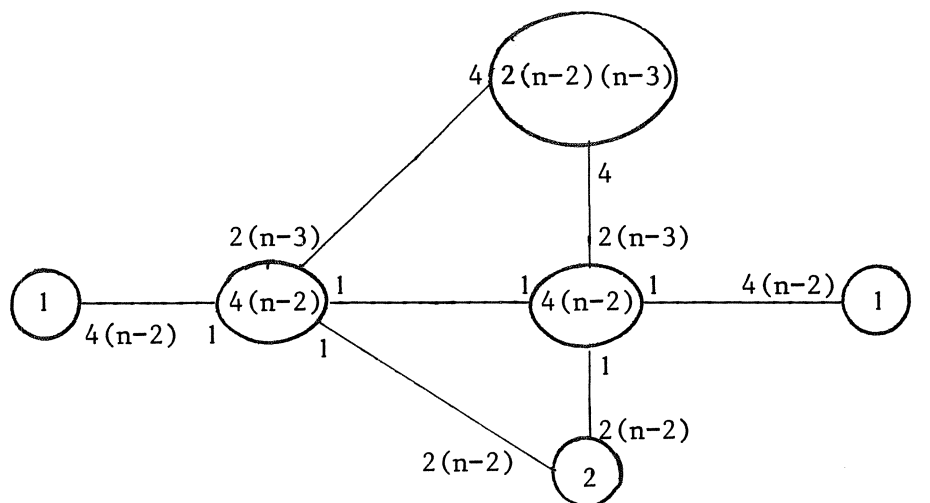 4 2(n-2)(n-3)
4
2(n-3) 2(n-3)
1 4(n-2) 1 1 4(n-2) 1 4(n-2) 1
4(n-2) 1 1 1
2(n-2) 2(n-2)
2